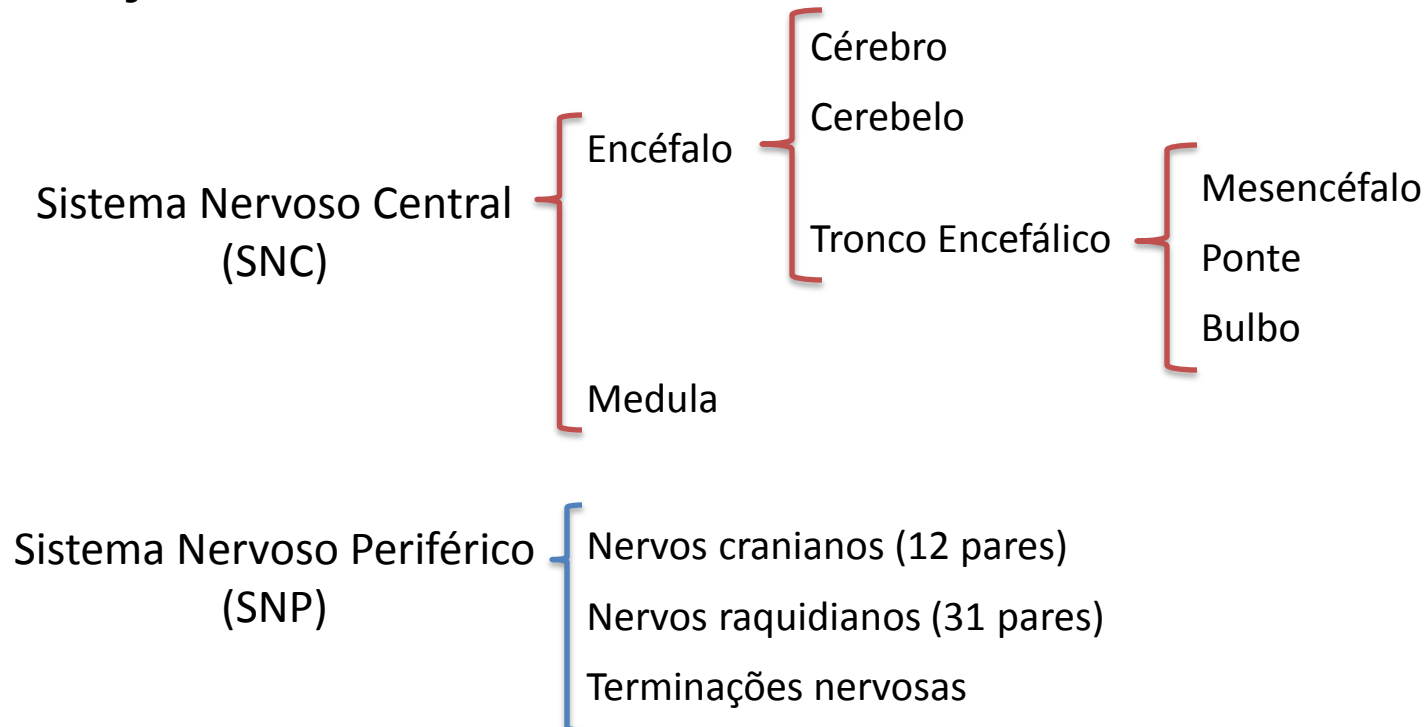 Cérebro
Cerebelo
Encéfalo
Mesencéfalo
Sistema Nervoso Central
(SNC)
Tronco Encefálico
Ponte
Bulbo
Medula
Sistema Nervoso Periférico
(SNP)
Nervos cranianos (12 pares)
Nervos raquidianos (31 pares)
Terminações nervosas